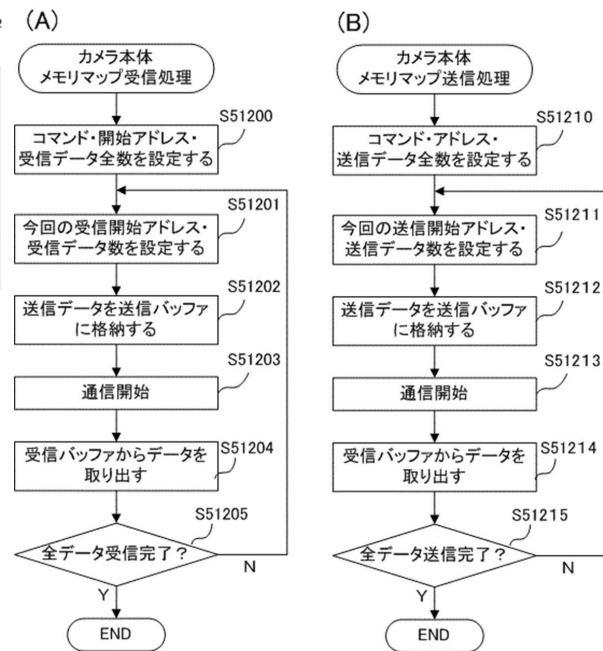 (A)
カメラ本体
メモリマップ受信処理
S51200
コマンド・開始アドレス・
受信データ全数を設定する
S51201
今回の受信開始アドレス・
受信データ数を設定する
S51202
送信データを送信バッファ
に格納する
S51203
通信開始
S51204
受信バッファからデータを
取り出す
S51205
全データ受信完了?
N
Y
END
(B)
カメラ本体
メモリマップ送信処理
S51210
コマンド・アドレス・
送信データ全数を設定する
S51211
今回の送信開始アドレス・
送信データ数を設定する
S51212
送信データを送信バッファ
に格納する
S51213
通信開始
S51214
受信バッファからデータを
取り出す
S51215
全データ送信完了?
N
Y
END